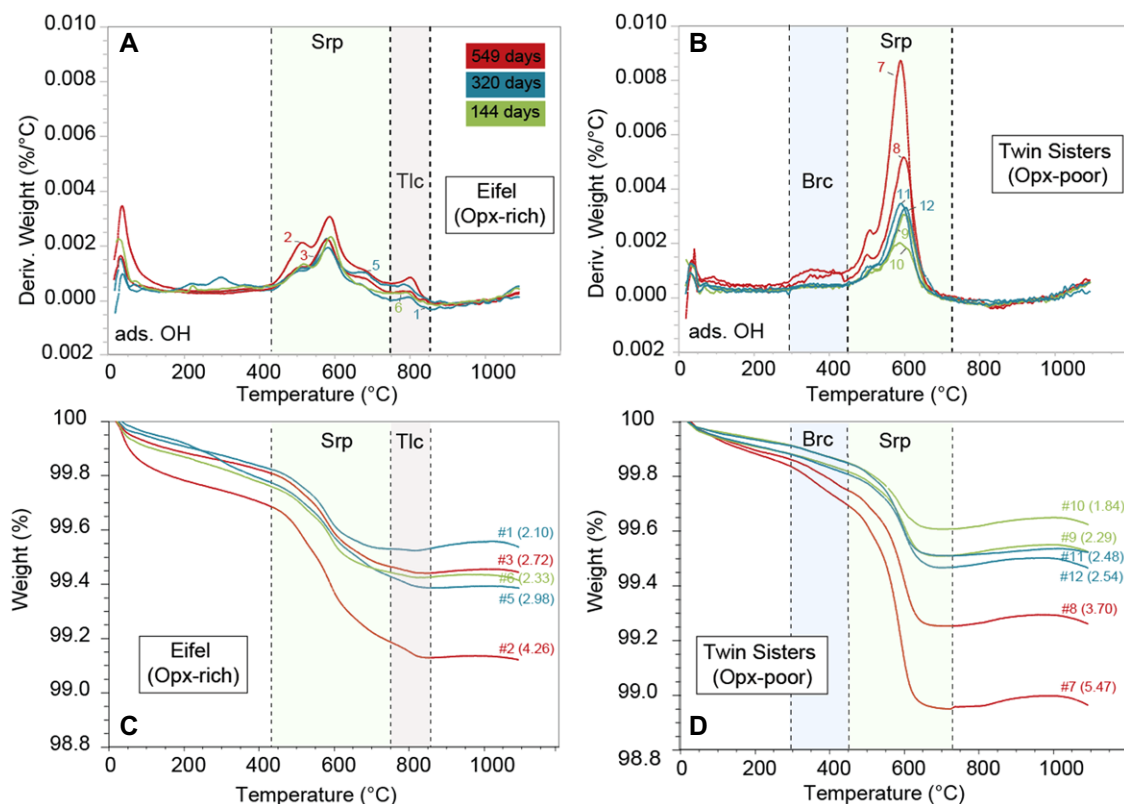 A
Srp
549 days
320 days
144 days
Tlc
Eifel
(Opx-rich)
2
3
5
6
1
ads. OH
0.010
0.008
0.006
0.004
0.002
0.000
0.002
Deriv. Weight (%/°C)
0 200 400 600 800 1000
Temperature (°C)
B
Srp
Brc
Twin Sisters
(Opx-poor)
7
8
11
12
9
10
0.010
0.008
0.006
0.004
0.002
0.000
0.002
Deriv. Weight (%/°C)
0 200 400 600 800 1000
Temperature (°C)
100
99.8
99.6
99.4
99.2
99.0
98.8
Weight (%)
Srp
Tlc
#1 (2.10)
#3 (2.72)
#6 (2.33)
#5 (2.98)
#2 (4.26)
Eifel
(Opx-rich)
C
0 200 400 600 800 1000
Temperature (°C)
100
99.8
99.6
99.4
99.2
99.0
98.8
Weight (%)
Brc
Srp
#10 (1.84)
#9 (2.29)
#11 (2.48)
#12 (2.54)
#8 (3.70)
#7 (5.47)
Twin Sisters
(Opx-poor)
D
0 200 400 600 800 1000
Temperature (°C)